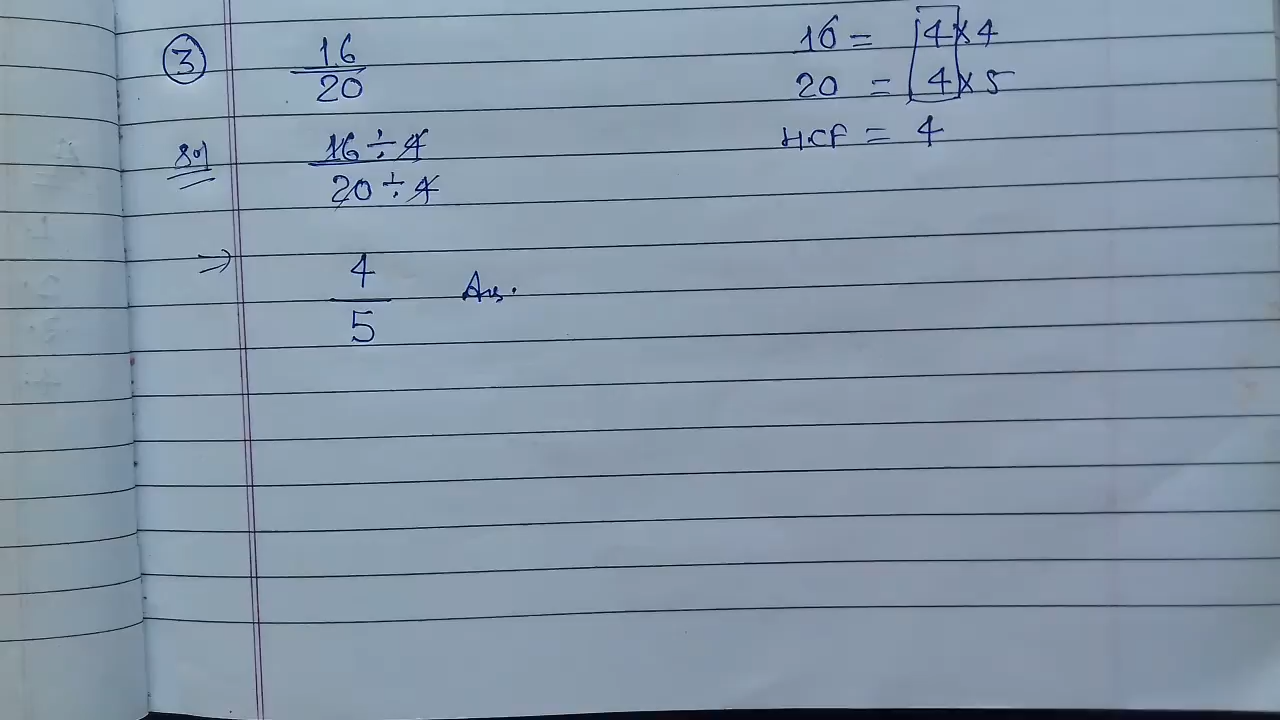 ③ 16/20
Sol 16÷4/20÷4
→ 4/5 Ans.
16 = 4×4
20 = 4×5
HCF = 4